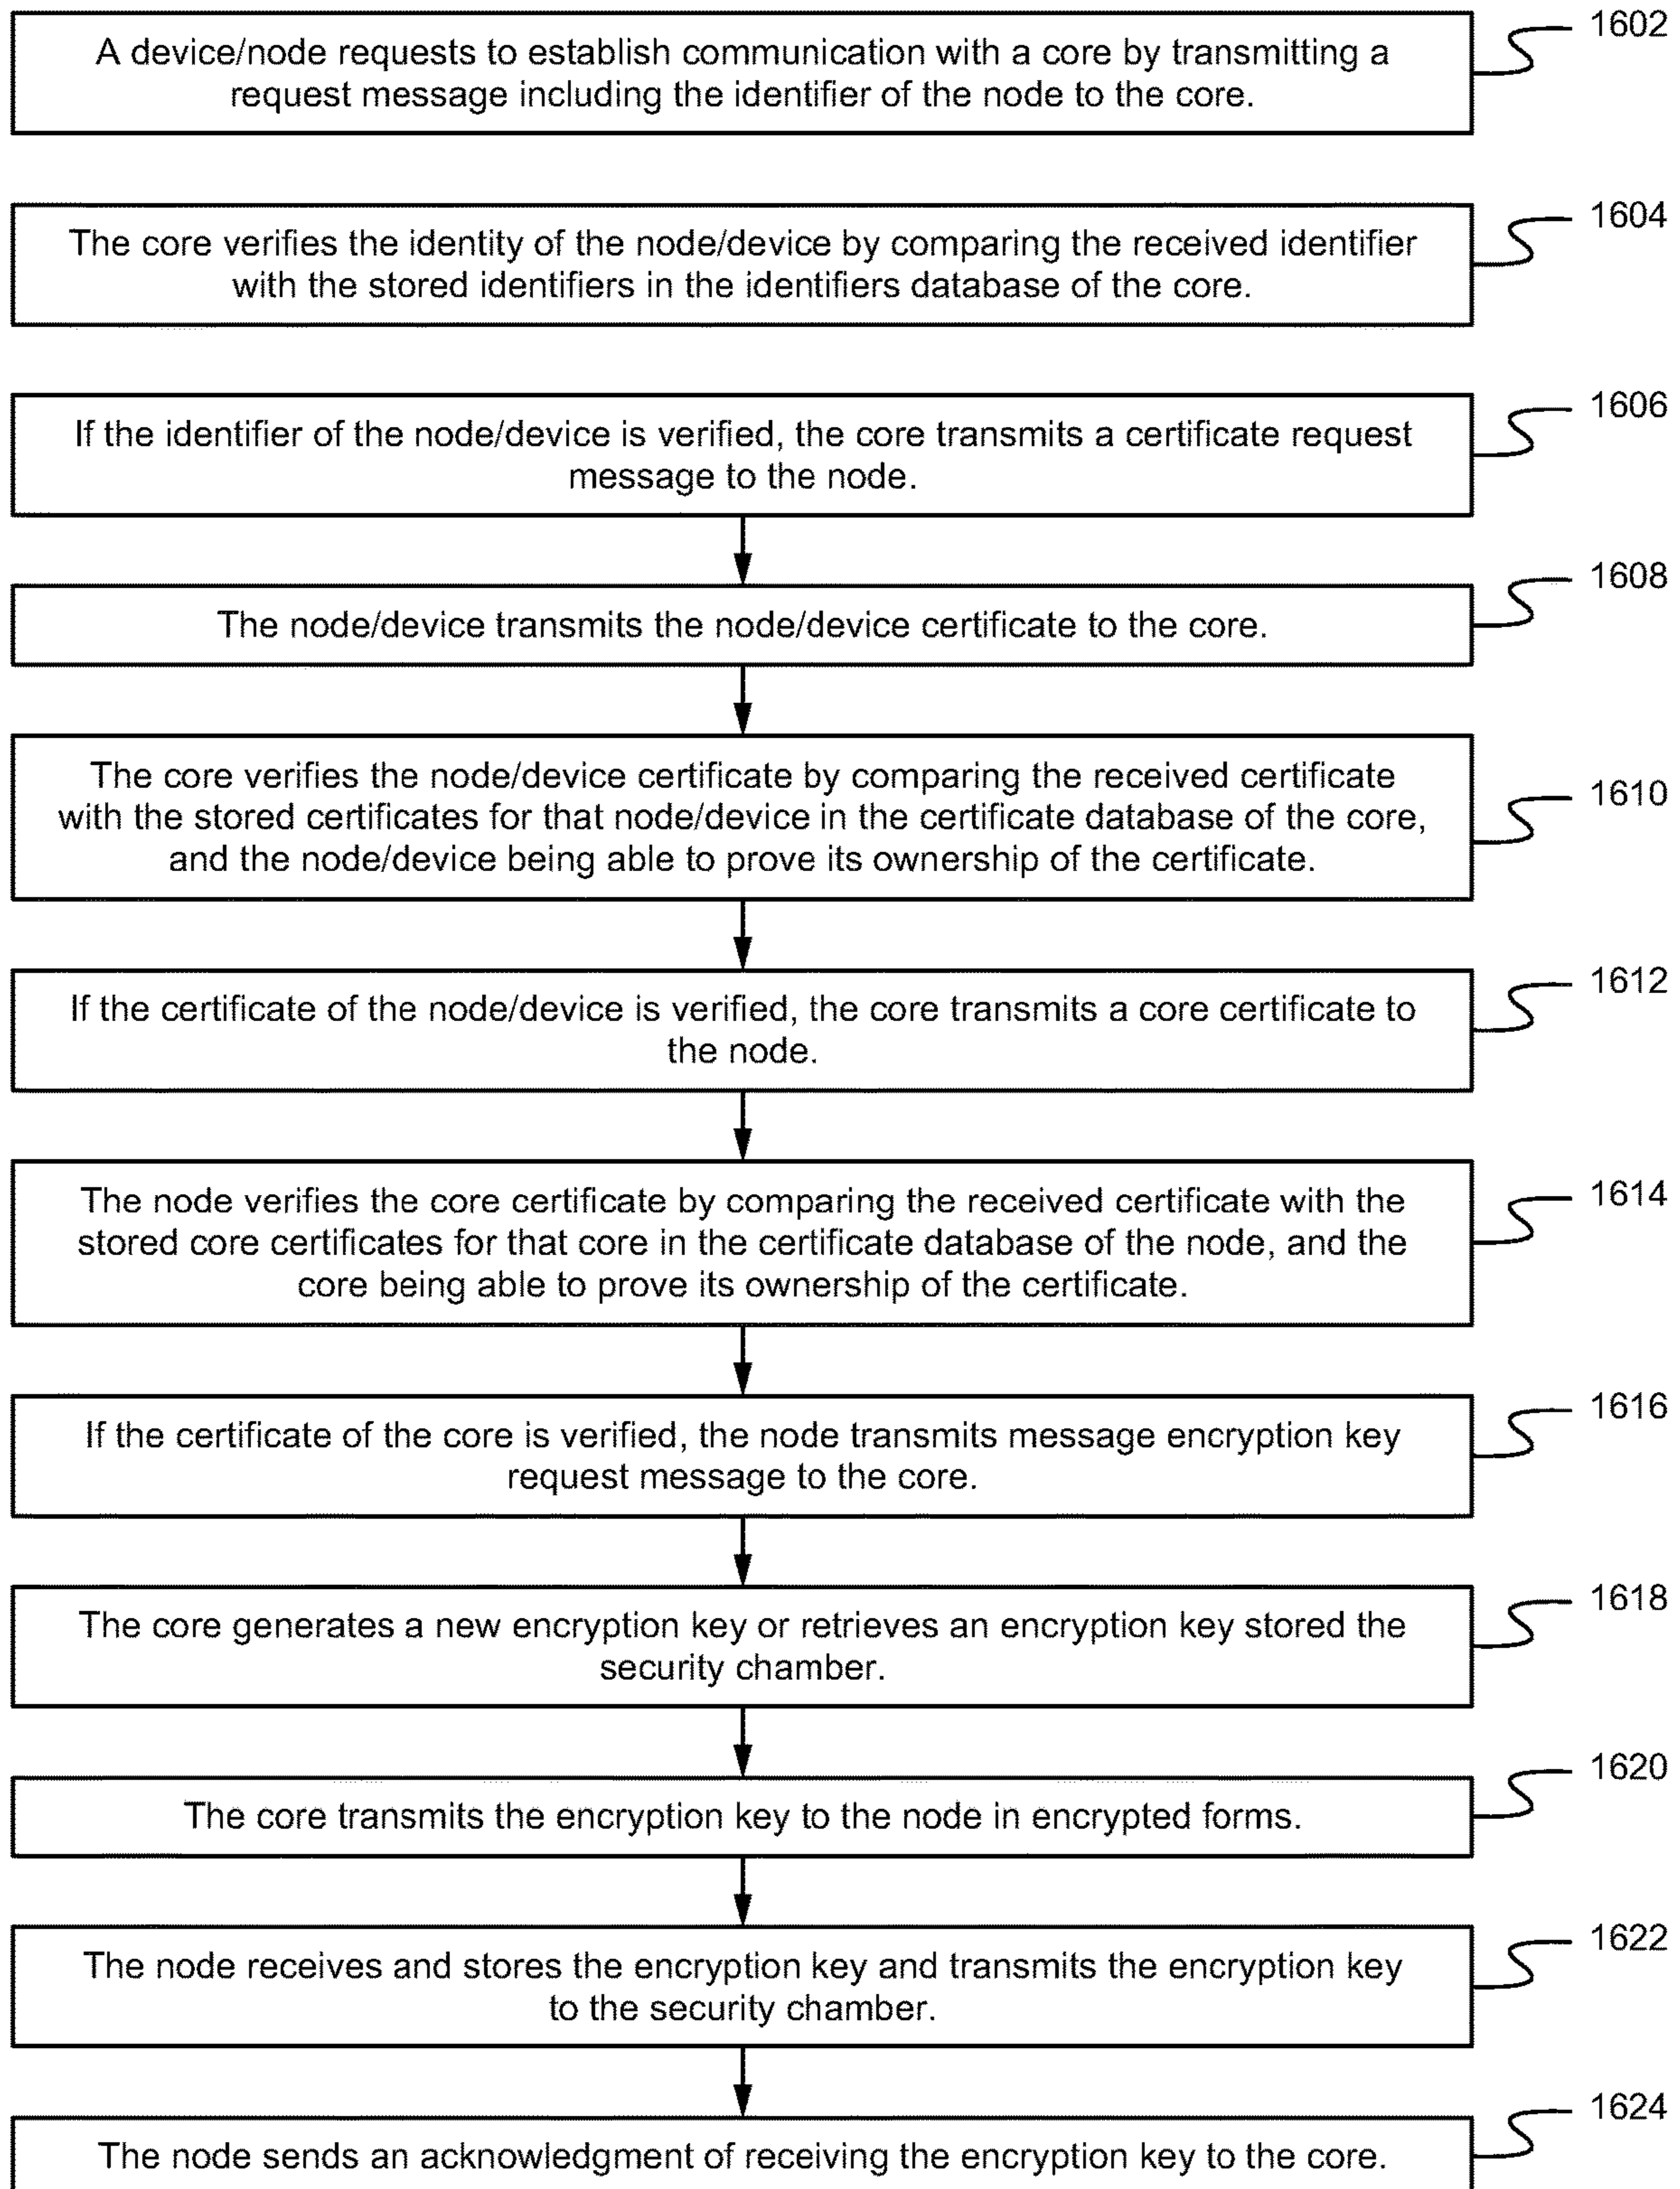 1602
A device/node requests to establish communication with a core by transmitting a
request message including the identifier of the node to the core.
1604
The core verifies the identity of the node/device by comparing the received identifier
with the stored identifiers in the identifiers database of the core.
1606
If the identifier of the node/device is verified, the core transmits a certificate request
message to the node.
1608
The node/device transmits the node/device certificate to the core.
The core verifies the node/device certificate by comparing the received certificate
1610
with the stored certificates for that node/device in the certificate database of the core,
and the node/device being able to prove its ownership of the certificate.
1612
If the certificate of the node/device is verified, the core transmits a core certificate to
the node.
1614
The node verifies the core certificate by comparing the received certificate with the
stored core certificates for that core in the certificate database of the node, and the
core being able to prove its ownership of the certificate.
1616
If the certificate of the core is verified, the node transmits message encryption key
request message to the core.
1618
The core generates a new encryption key or retrieves an encryption key stored the
security chamber.
1620
The core transmits the encryption key to the node in encrypted forms.
1622
The node receives and stores the encryption key and transmits the encryption key
to the security chamber.
1624
The node sends an acknowledgment of receiving the encryption key to the core.